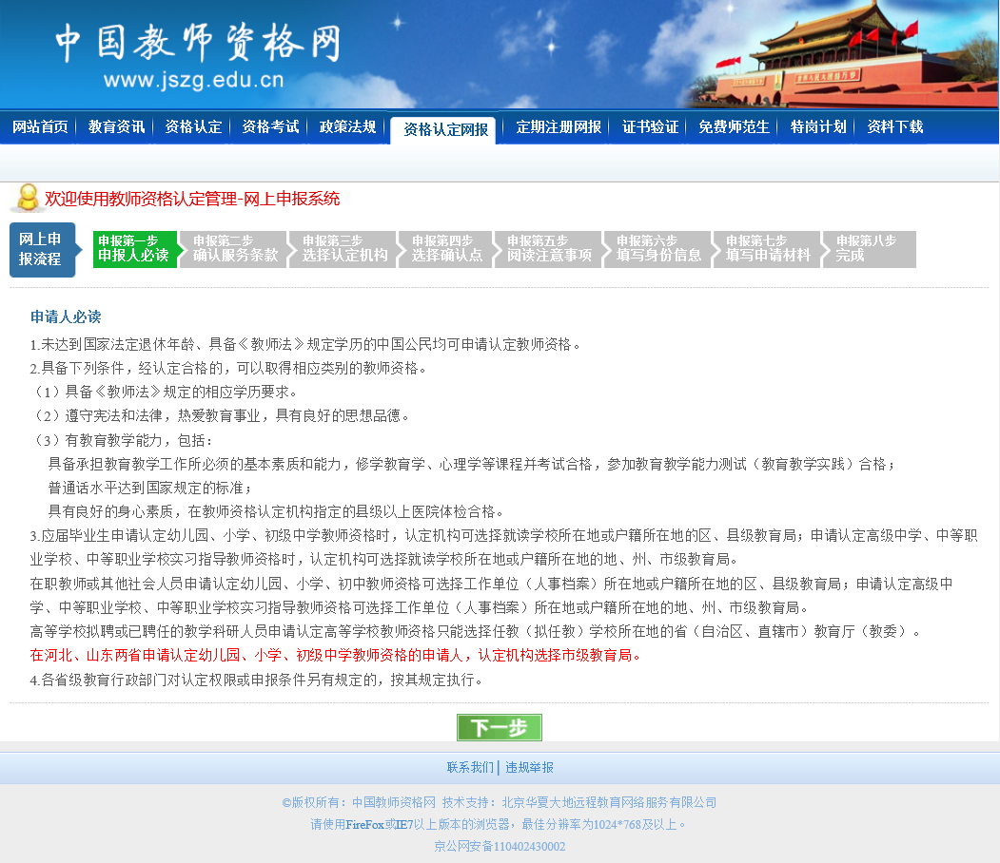 中国教师资格网
www.jszg.edu.cn
网站首页 教育资讯 资格认定 资格考试 政策法规 资格认定网报 定期注册网报 证书验证 免费师范生 特岗计划 资料下载
欢迎使用教师资格认定管理-网上申报系统
网上申
报流程
申报第一步
申报人必读
申报第二步
确认服务条款
申报第三步
选择认定机构
申报第四步
选择确认点
申报第五步
阅读注意事项
申报第六步
填写身份信息
申报第七步
填写申请材料
申报第八步
完成
申请人必读
1.未达到国家法定退休年龄、具备《教师法》规定学历的中国公民均可申请认定教师资格。
2.具备下列条件，经认定合格的，可以取得相应类别的教师资格。
（1）具备《教师法》规定的相应学历要求。
（2）遵守宪法和法律，热爱教育事业，具有良好的思想品德。
（3）有教育教学能力，包括：
具备承担教育教学工作所必须的基本素质和能力，修学教育学、心理学等课程并考试合格，参加教育教学能力测试（教育教学实践）合格；
普通话水平达到国家规定的标准；
具有良好的身心素质，在教师资格认定机构指定的县级以上医院体检合格。
3.应届毕业生申请认定幼儿园、小学、初级中学教师资格时，认定机构可选择就读学校所在地或户籍所在地的区、县级教育局；申请认定高级中学、中等职
业学校、中等职业学校实习指导教师资格时，认定机构可选择就读学校所在地或户籍所在地的地、州、市级教育局。
在职教师或其他社会人员申请认定幼儿园、小学、初中教师资格可选择工作单位（人事档案）所在地或户籍所在地的区、县级教育局；申请认定高级中
学、中等职业学校、中等职业学校实习指导教师资格可选择工作单位（人事档案）所在地或户籍所在地的地、州、市级教育局。
高等学校拟聘或已聘任的教学科研人员申请认定高等学校教师资格只能选择任教（拟任教）学校所在地的省（自治区、直辖市）教育厅（教委）。
在河北、山东两省申请认定幼儿园、小学、初级中学教师资格的申请人，认定机构选择市级教育局。
4.各省级教育行政部门对认定权限或申报条件另有规定的，按其规定执行。
下一步
联系我们| 违规举报
©版权所有：中国教师资格网 技术支持：北京华夏大地远程教育网络服务有限公司
请使用FireFox或IE7以上版本的浏览器，最佳分辨率为1024*768及以上。
京公网安备110402430002